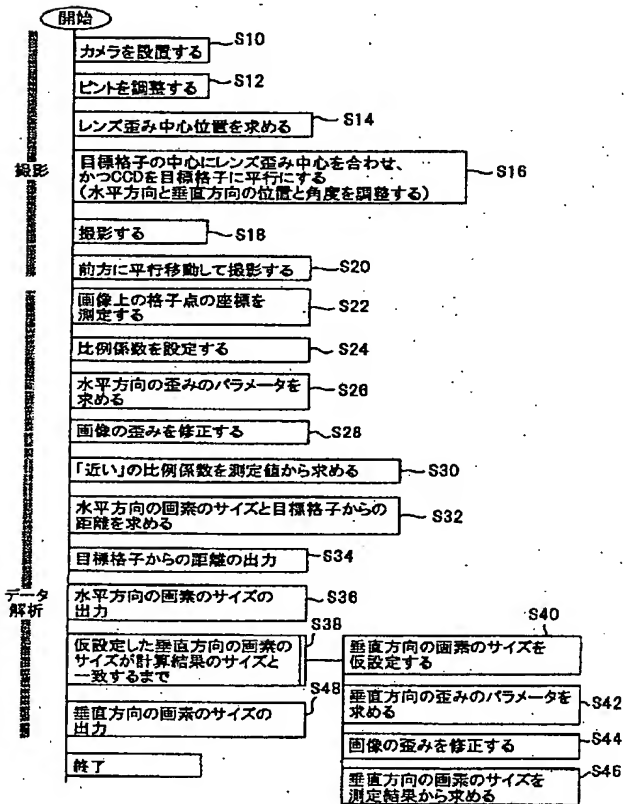 開始
カメラを設置する
S10
ピントを調整する
S12
レンズ歪み中心位置を求める
S14
撮影
目標格子の中心にレンズ歪み中心を合わせ、
かつCCDを目標格子に平行にする
(水平方向と垂直方向の位置と角度を調整する)
S16
撮影する
S18
前方に平行移動して撮影する
S20
画像上の格子点の座標を
測定する
S22
比例係数を設定する
S24
水平方向の歪みのパラメータを
求める
S26
画像の歪みを修正する
S28
「近い」の比例係数を測定値から求める
S30
水平方向の画素のサイズと目標格子からの
距離を求める
S32
目標格子からの距離の出力
S34
データ
解析
水平方向の画素のサイズの
出力
S36
仮設定した垂直方向の画素の
サイズが計算結果のサイズと
一致するまで
S38
垂直方向の画素のサイズを
仮設定する
S40
垂直方向の歪みのパラメータを
求める
S42
画像の歪みを修正する
S44
垂直方向の画素のサイズを
測定結果から求める
S46
垂直方向の画素のサイズの
出力
S48
終了